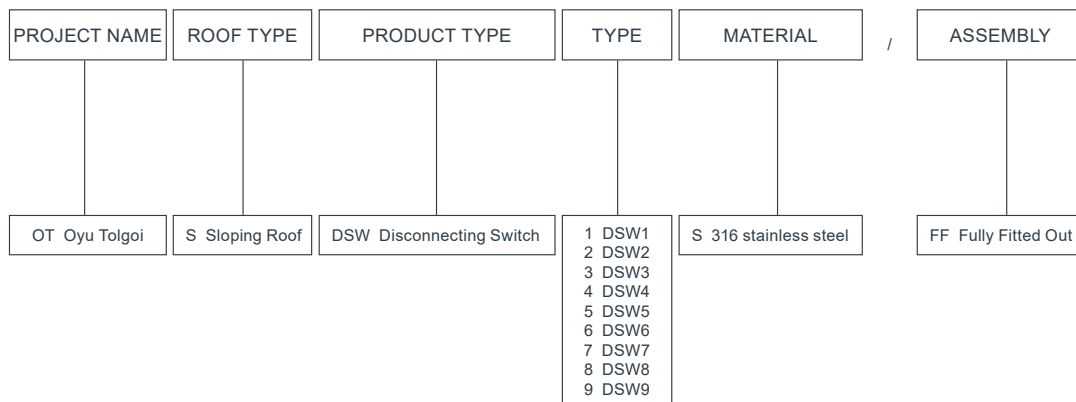 PROJECT NAME
ROOF TYPE
PRODUCT TYPE
TYPE
MATERIAL
/
ASSEMBLY
OT Oyu Tolgoi
S Sloping Roof
DSW Disconnecting Switch
1 DSW1
2 DSW2
3 DSW3
4 DSW4
5 DSW5
6 DSW6
7 DSW7
8 DSW8
9 DSW9
S 316 stainless steel
FF Fully Fitted Out